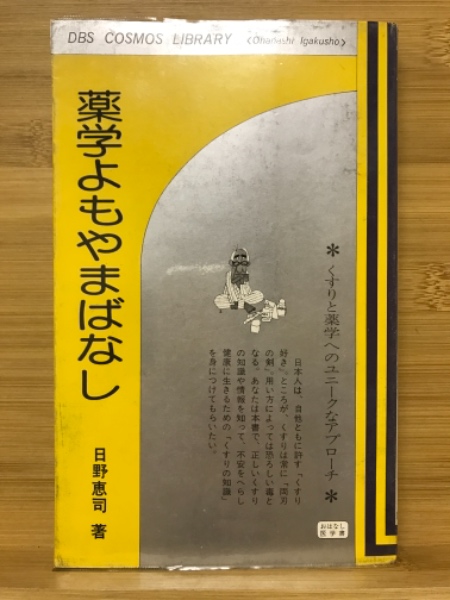 DBS COSMOS LIBRARY <Ohanashi Igakusho>
薬学よもやまばなし
日野恵司 著
＊くすりと薬学へのユニークなアプローチ＊
日本人は、自他ともに許す「くすり
好き」。ところが、くすりは常に「両刃
の剣」。用い方によっては恐ろしい毒と
なる。あなたは本書で、正しいくすり
の知識や情報を知って、不安をへらし
健康に生きるための「くすりの知識」
を身につけてもらいたい。
おはなし
医学書